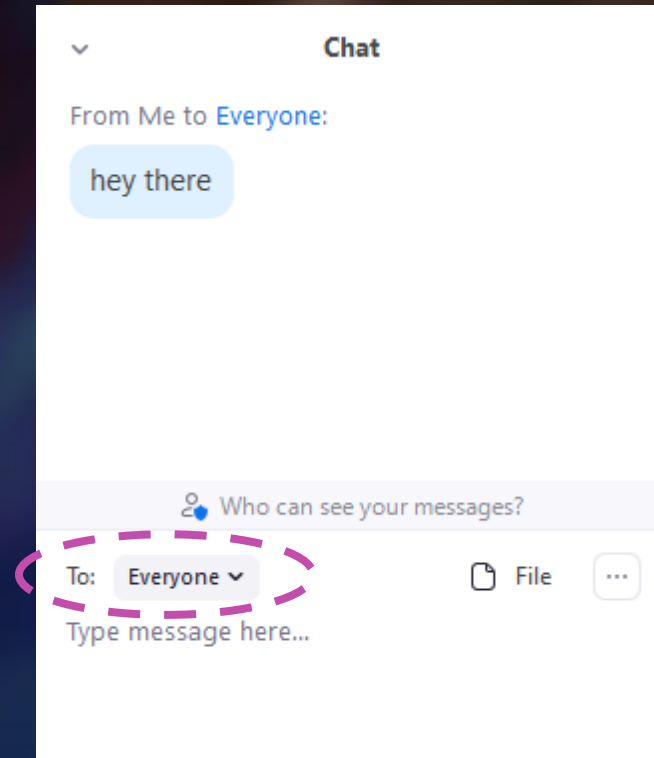 Chat
From Me to Everyone:
hey there
Who can see your messages?
To: Everyone File ...
Type message here...